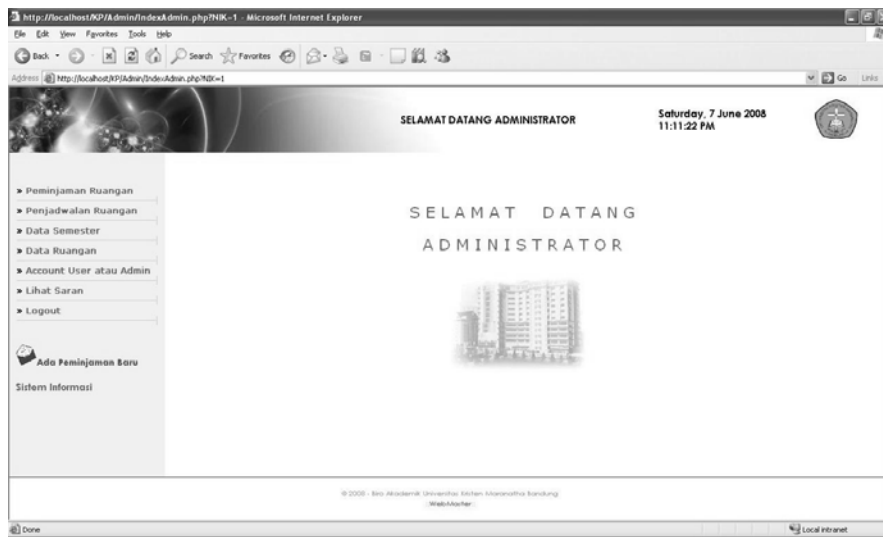 http://localhost/KP/Admin/IndexAdmin.php?NIK=1 - Microsoft Internet Explorer
File Edit View Favorites Tools Help
Back Search Favorites
Address http://localhost/KP/Admin/IndexAdmin.php?NIK=1 Go Links
SELAMAT DATANG ADMINISTRATOR
Saturday, 7 June 2008
11:11:22 PM
» Peminjaman Ruangan
» Penjadwalan Ruangan
» Data Semester
» Data Ruangan
» Account User atau Admin
» Lihat Saran
» Logout
Ada Peminjaman Baru
Sistem Informasi
SELAMAT DATANG
ADMINISTRATOR
© 2008 - Biro Akademik Universitas Kristen Maranatha Bandung
WebMaster
Done
Local intranet